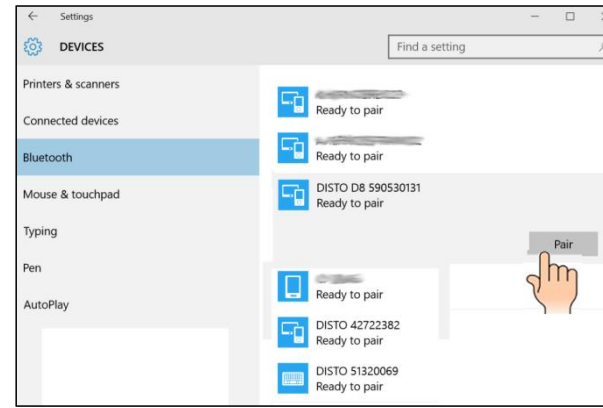 Settings
DEVICES
Find a setting
Printers & scanners
Connected devices
Bluetooth
Mouse & touchpad
Typing
Pen
AutoPlay
Ready to pair
Ready to pair
DISTO D8 590530131
Ready to pair
Pair
Ready to pair
DISTO 42722382
Ready to pair
DISTO 51320069
Ready to pair